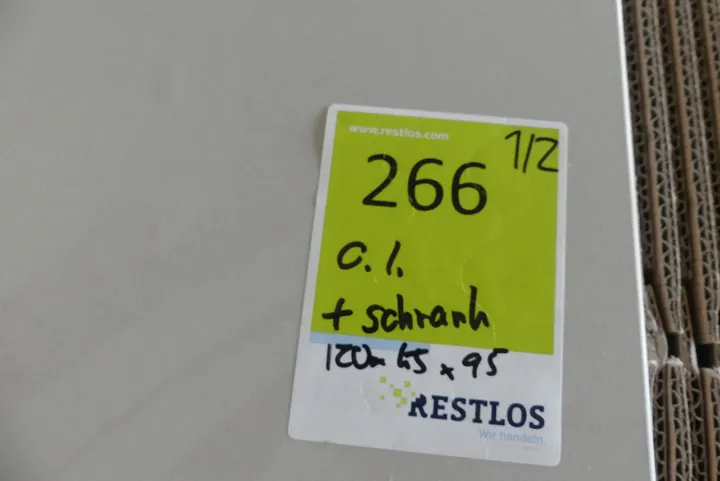 www.restlos.com
1/2
266
+ schrank
120 x 65 x 95
RESTLOS
Wir handeln.